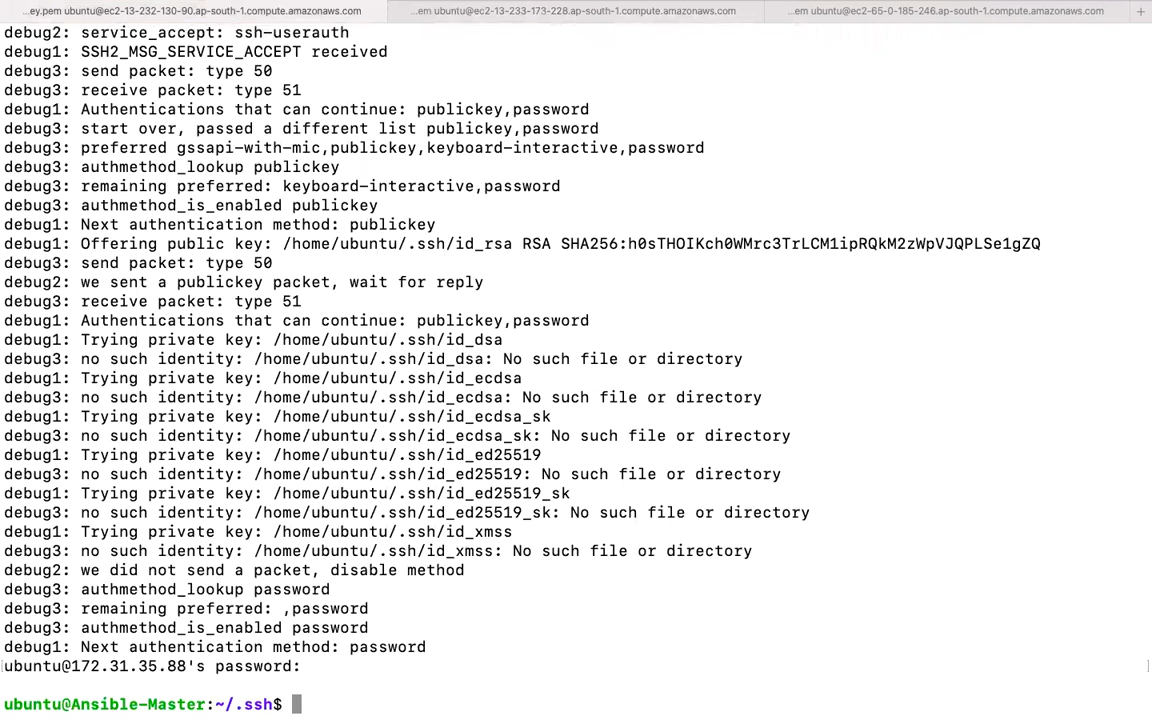 ...ey.pem ubuntu@ec2-13-232-130-90.ap-south-1.compute.amazonaws.com
...em ubuntu@ec2-13-233-173-228.ap-south-1.compute.amazonaws.com
...em ubuntu@ec2-65-0-185-246.ap-south-1.compute.amazonaws.com
+
debug2: service_accept: ssh-userauth
debug1: SSH2_MSG_SERVICE_ACCEPT received
debug3: send packet: type 50
debug3: receive packet: type 51
debug1: Authentications that can continue: publickey,password
debug3: start over, passed a different list publickey,password
debug3: preferred gssapi-with-mic,publickey,keyboard-interactive,password
debug3: authmethod_lookup publickey
debug3: remaining preferred: keyboard-interactive,password
debug3: authmethod_is_enabled publickey
debug1: Next authentication method: publickey
debug1: Offering public key: /home/ubuntu/.ssh/id_rsa RSA SHA256:h0sTHOIKch0WMrc3TrLCM1ipRQkM2zWpVJQPLSe1gZQ
debug3: send packet: type 50
debug2: we sent a publickey packet, wait for reply
debug3: receive packet: type 51
debug1: Authentications that can continue: publickey,password
debug1: Trying private key: /home/ubuntu/.ssh/id_dsa
debug3: no such identity: /home/ubuntu/.ssh/id_dsa: No such file or directory
debug1: Trying private key: /home/ubuntu/.ssh/id_ecdsa
debug3: no such identity: /home/ubuntu/.ssh/id_ecdsa: No such file or directory
debug1: Trying private key: /home/ubuntu/.ssh/id_ecdsa_sk
debug3: no such identity: /home/ubuntu/.ssh/id_ecdsa_sk: No such file or directory
debug1: Trying private key: /home/ubuntu/.ssh/id_ed25519
debug3: no such identity: /home/ubuntu/.ssh/id_ed25519: No such file or directory
debug1: Trying private key: /home/ubuntu/.ssh/id_ed25519_sk
debug3: no such identity: /home/ubuntu/.ssh/id_ed25519_sk: No such file or directory
debug1: Trying private key: /home/ubuntu/.ssh/id_xmss
debug3: no such identity: /home/ubuntu/.ssh/id_xmss: No such file or directory
debug2: we did not send a packet, disable method
debug3: authmethod_lookup password
debug3: remaining preferred: ,password
debug3: authmethod_is_enabled password
debug1: Next authentication method: password
ubuntu@172.31.35.88's password:
ubuntu@Ansible-Master:~/.ssh$